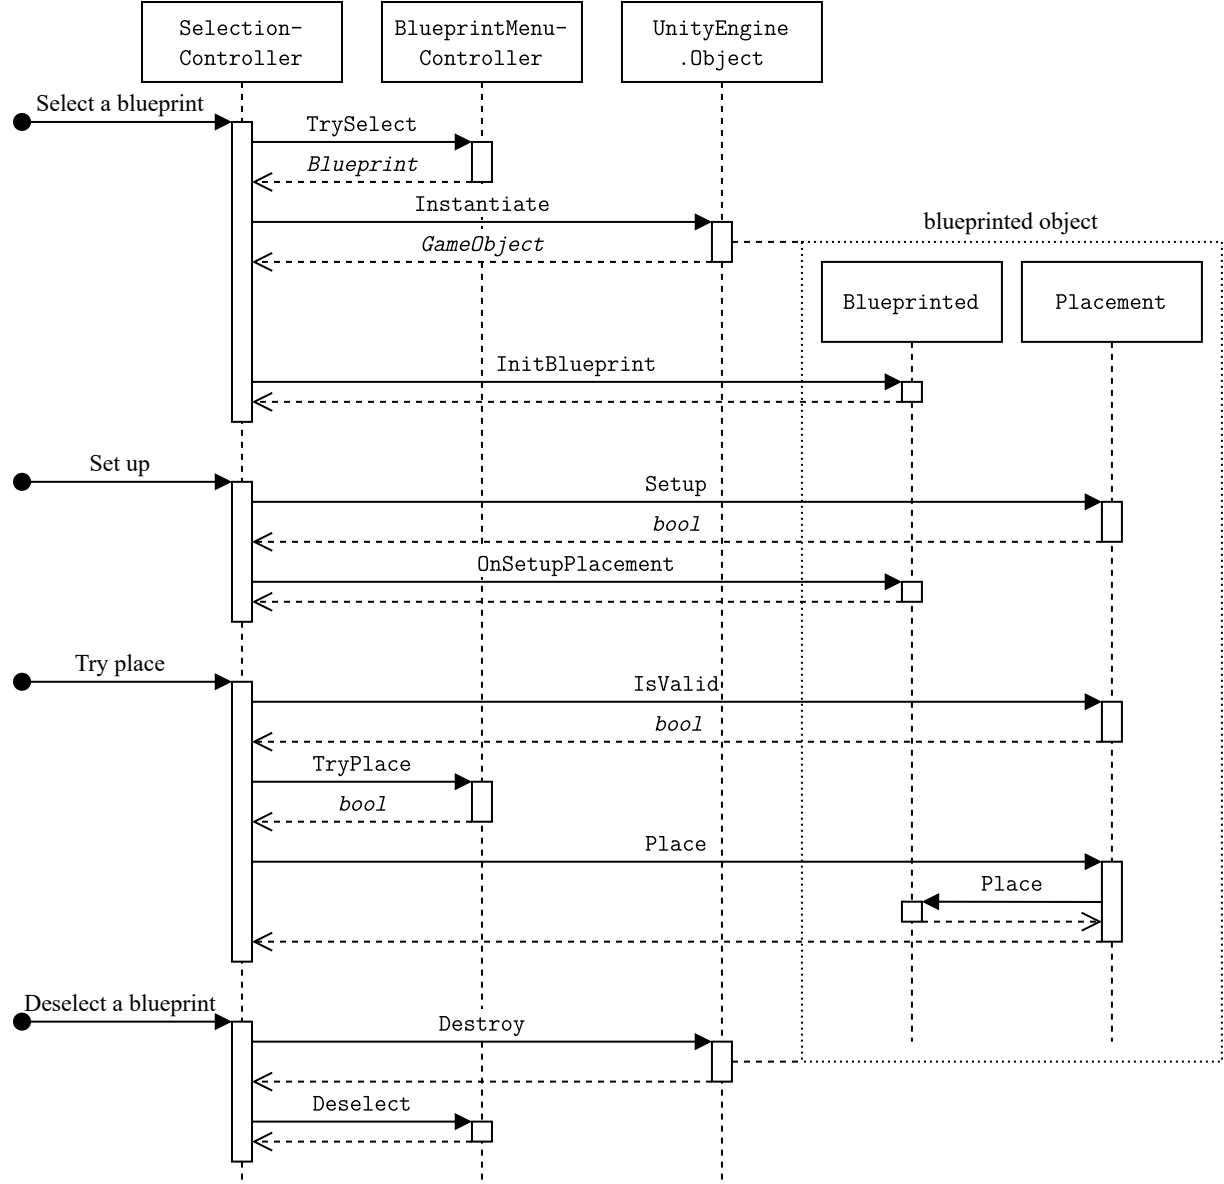 Selection-
Controller
BlueprintMenu-
Controller
UnityEngine
.Object
Select a blueprint
TrySelect
Blueprint
Instantiate
GameObject
blueprinted object
Blueprinted
Placement
InitBlueprint
Set up
Setup
bool
OnSetupPlacement
Try place
IsValid
bool
TryPlace
bool
Place
Place
Deselect a blueprint
Destroy
Deselect